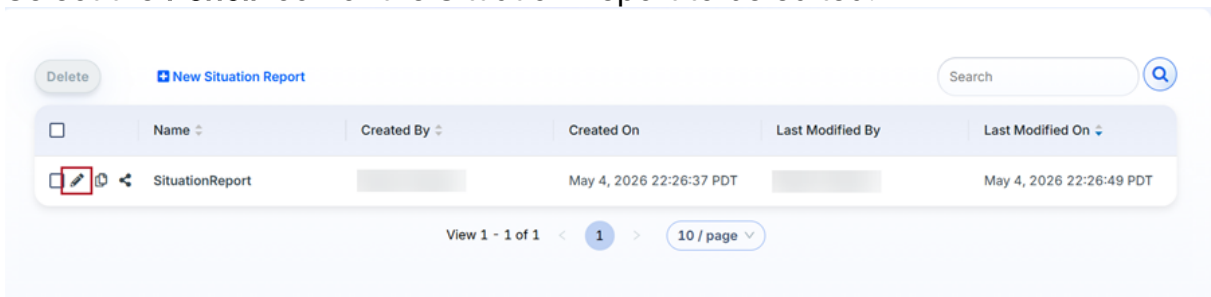 Delete New Situation Report Search
Name Created By Created On Last Modified By Last Modified On
SituationReport May 4, 2026 22:26:37 PDT May 4, 2026 22:26:49 PDT
View 1 - 1 of 1 < 1 > 10 / page